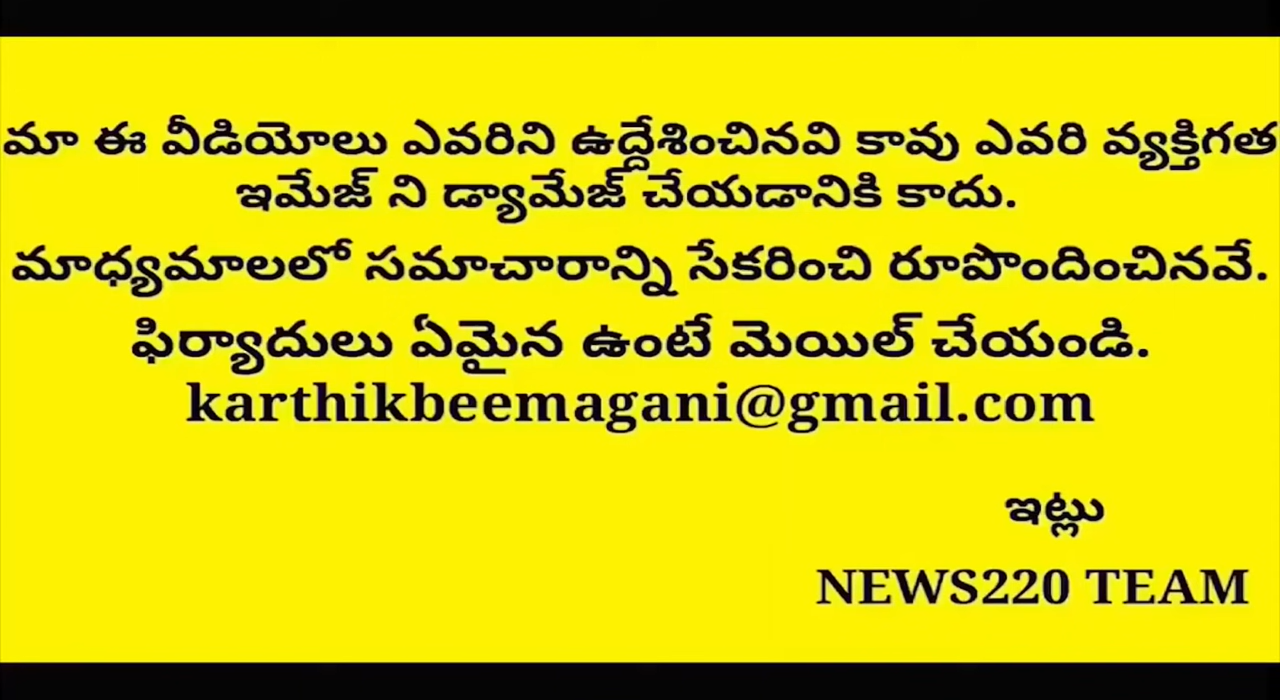 మా ఈ వీడియోలు ఎవరిని ఉద్దేశించినవి కావు ఎవరి వ్యక్తిగత
ఇమేజ్ ని డ్యామేజ్ చేయడానికి కాదు.
మాధ్యమాలలో సమాచారాన్ని సేకరించి రూపొందించినవే.
ఫిర్యాదులు ఏమైన ఉంటే మెయిల్ చేయండి.
karthikbeemagani@gmail.com
ఇట్లు
NEWS220 TEAM